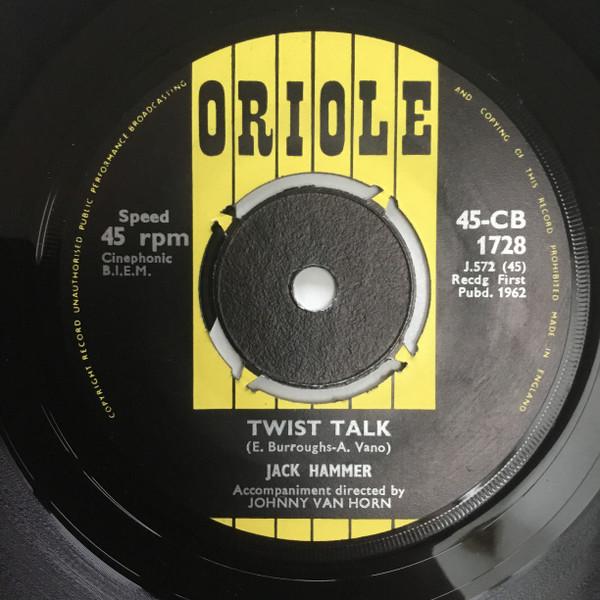 ORIOLE
COPYRIGHT RECORD UNAUTHORISED PUBLIC PERFORMANCE BROADCASTING
AND COPYING OF THIS RECORD PROHIBITED MADE IN ENGLAND
Speed
45 rpm
Cinephonic
B.I.E.M.
45-CB
1728
J.572 (45)
Recdg First
Pubd. 1962
TWIST TALK
(E. Burroughs-A. Vano)
JACK HAMMER
Accompaniment directed by
JOHNNY VAN HORN